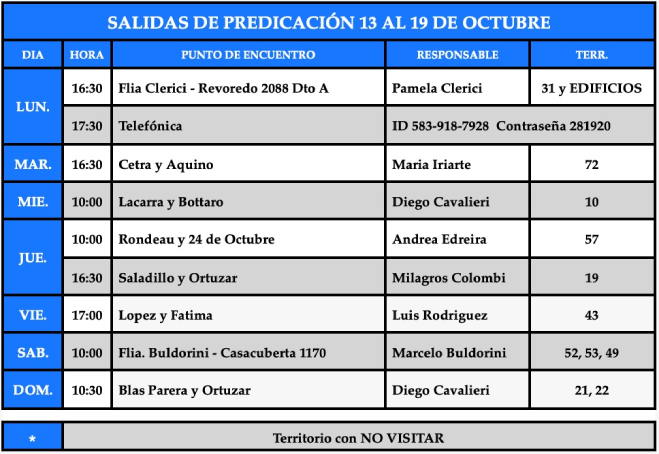 SALIDAS DE PREDICACIÓN 13 AL 19 DE OCTUBRE
DIA HORA PUNTO DE ENCUENTRO RESPONSABLE TERR.
LUN. 16:30 Flia Clerici - Revoredo 2088 Dto A Pamela Clerici 31 y EDIFICIOS
17:30 Telefónica ID 583-918-7928 Contraseña 281920
MAR. 16:30 Cetra y Aquino Maria Iriarte 72
MIE. 10:00 Lacarra y Bottaro Diego Cavalieri 10
JUE. 10:00 Rondeau y 24 de Octubre Andrea Edreira 57
16:30 Saladillo y Ortuzar Milagros Colombi 19
VIE. 17:00 Lopez y Fatima Luis Rodriguez 43
SAB. 10:00 Flia. Buldorini - Casacuberta 1170 Marcelo Buldorini 52, 53, 49
DOM. 10:30 Blas Parera y Ortuzar Diego Cavalieri 21, 22
* Territorio con NO VISITAR